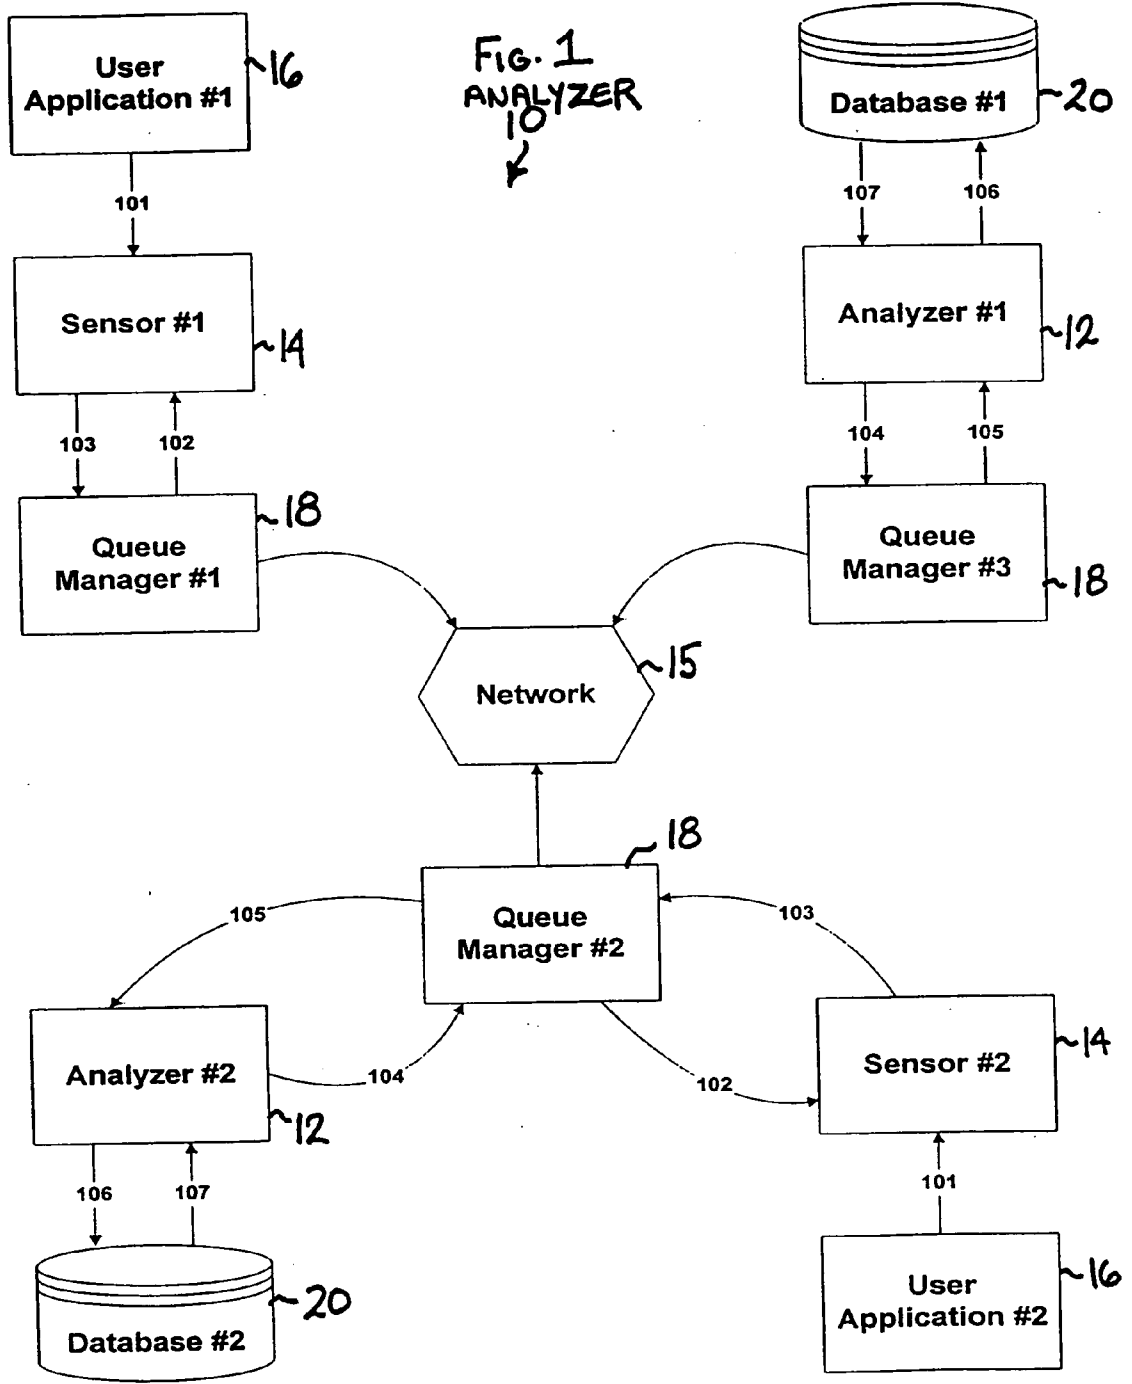 User
Application #1
16
FIG. 1
ANALYZER
10
Database #1
20
101
107
106
Sensor #1
14
Analyzer #1
12
103
102
104
105
Queue
Manager #1
18
Queue
Manager #3
18
Network
15
18
Queue
Manager #2
105
103
Analyzer #2
12
104
102
Sensor #2
14
106
107
101
Database #2
20
User
Application #2
16